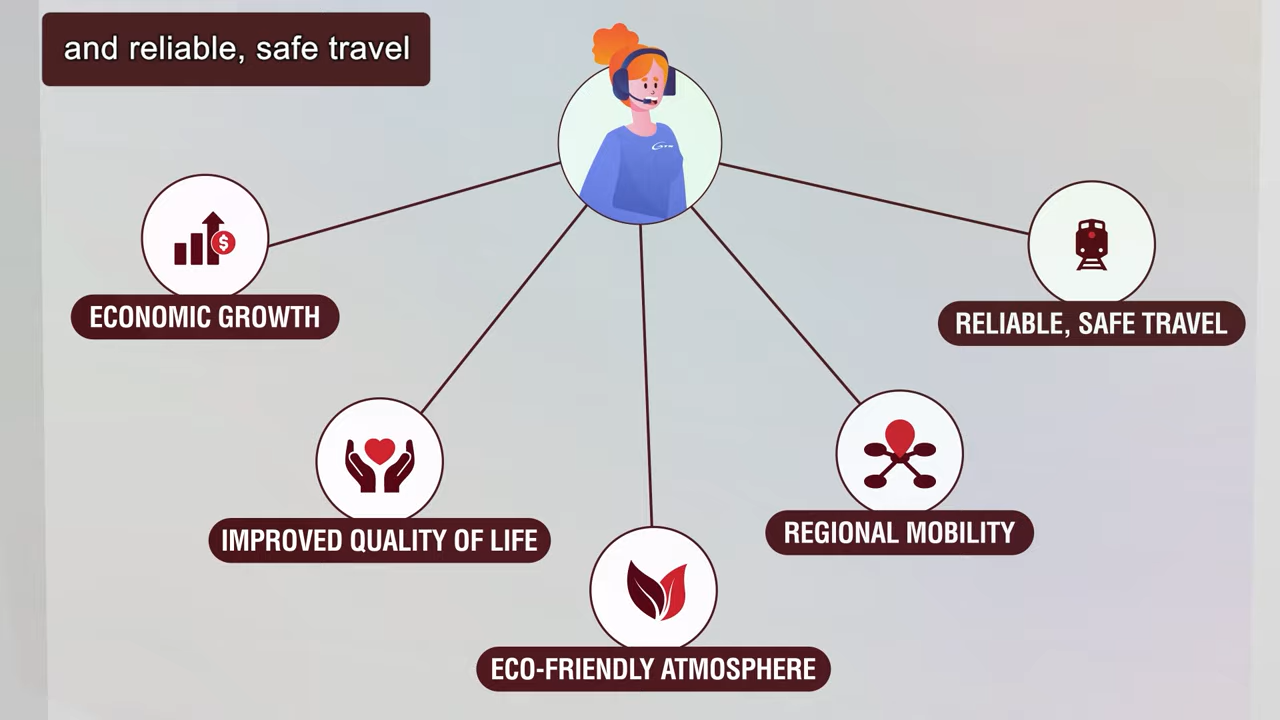 and reliable, safe travel
ECONOMIC GROWTH
$
RELIABLE, SAFE TRAVEL
IMPROVED QUALITY OF LIFE
REGIONAL MOBILITY
ECO-FRIENDLY ATMOSPHERE